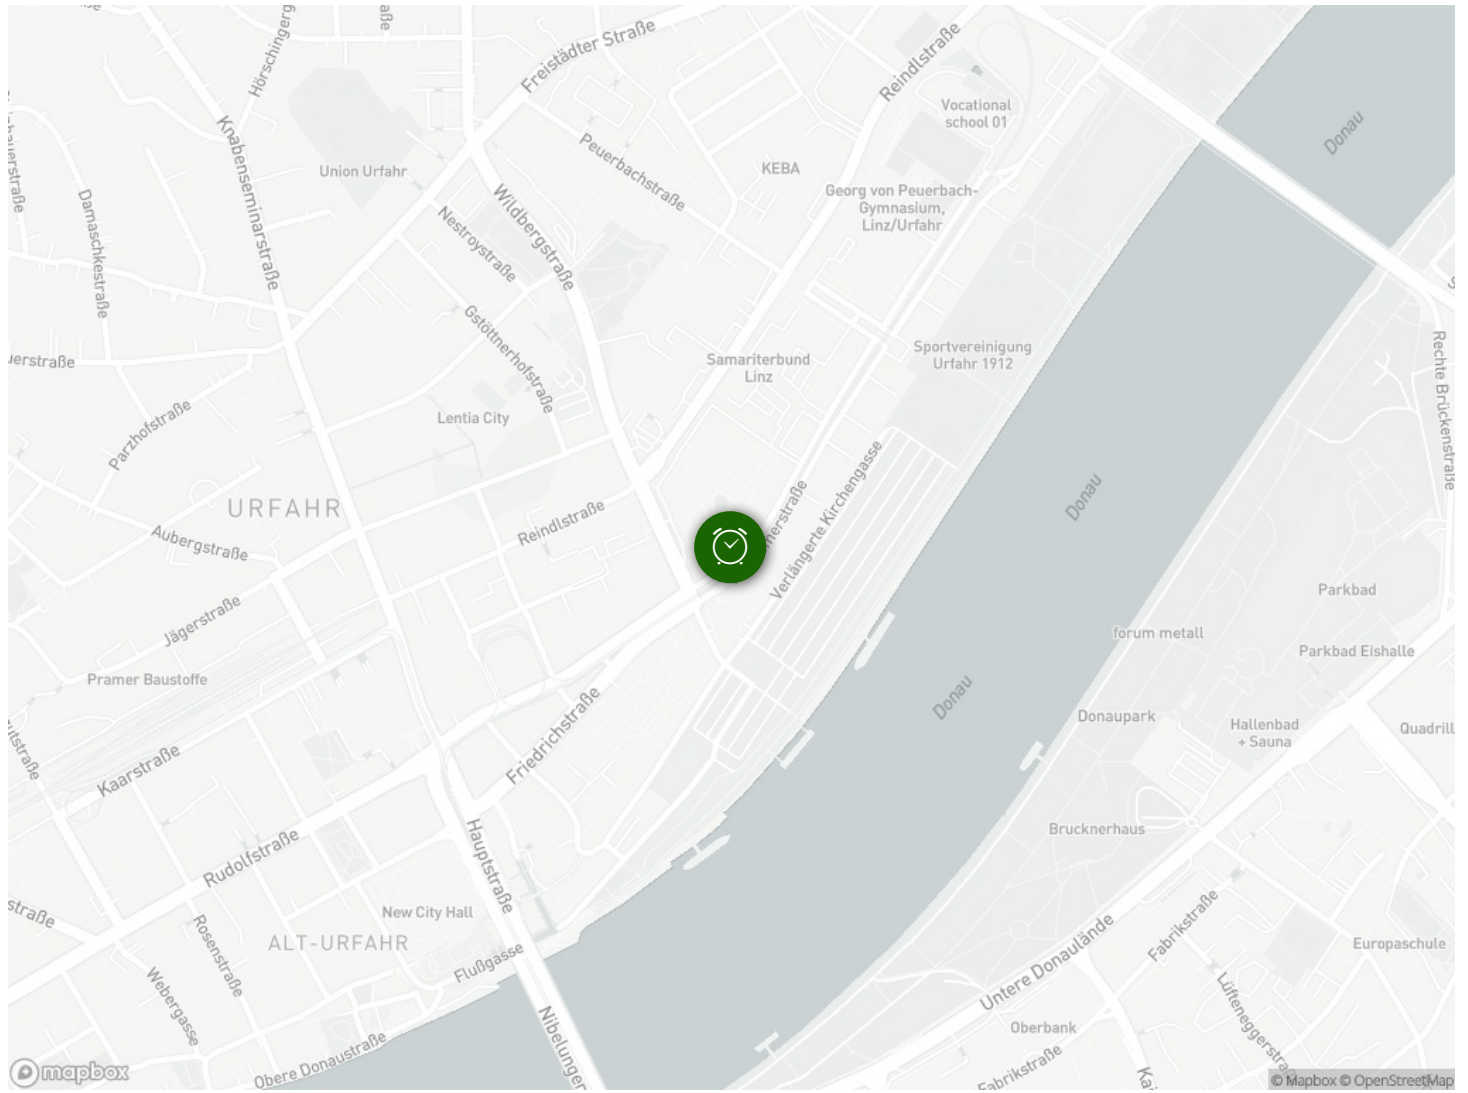 Hörschingerg
Freistädter Straße
Reindlstraße
Donau
Knabenseminarstraße
Vocational
school 01
Peuerbachstraße
KEBA
Union Urfahr
Georg von Peuerbach-
Gymnasium,
Linz/Urfahr
Wildbergstraße
Nestroystraße
Damaschkestraße
Gstöttnerhofstraße
Sportvereinigung
Urfahr 1912
Samariterbund
Linz
Rechte Brückenstraße
Parzhofstraße
Lentia City
URFAHR
Verlängerte Kirchengasse
Donau
Reindlstraße
Aubergstraße
Parkbad
Jägerstraße
forum metall
Parkbad Eishalle
Pramer Baustoffe
Donau
Donaupark
Hallenbad
+ Sauna
Quadrill
Friedrichstraße
Kaarstraße
Brucknerhaus
Hauptstraße
Rudolfstraße
New City Hall
ALT-URFAHR
Rosenstraße
Flußgasse
Untere Donaulände
Fabrikstraße
Europaschule
Webergasse
Lüfteneggerstraße
Nibelungen
Oberbank
Obere Donaustraße
Fabrikstraße
Kai
mapbox
© Mapbox © OpenStreetMap